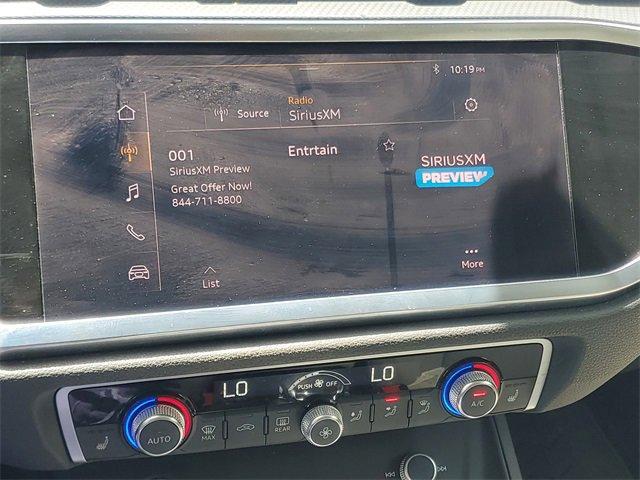 10:19 PM
Radio
Source SiriusXM
001 Entrtain
SiriusXM Preview
Great Offer Now!
844-711-8800
SIRIUSXM
PREVIEW
List
More
LO PUSH OFF LO
AUTO MAX REAR A/C